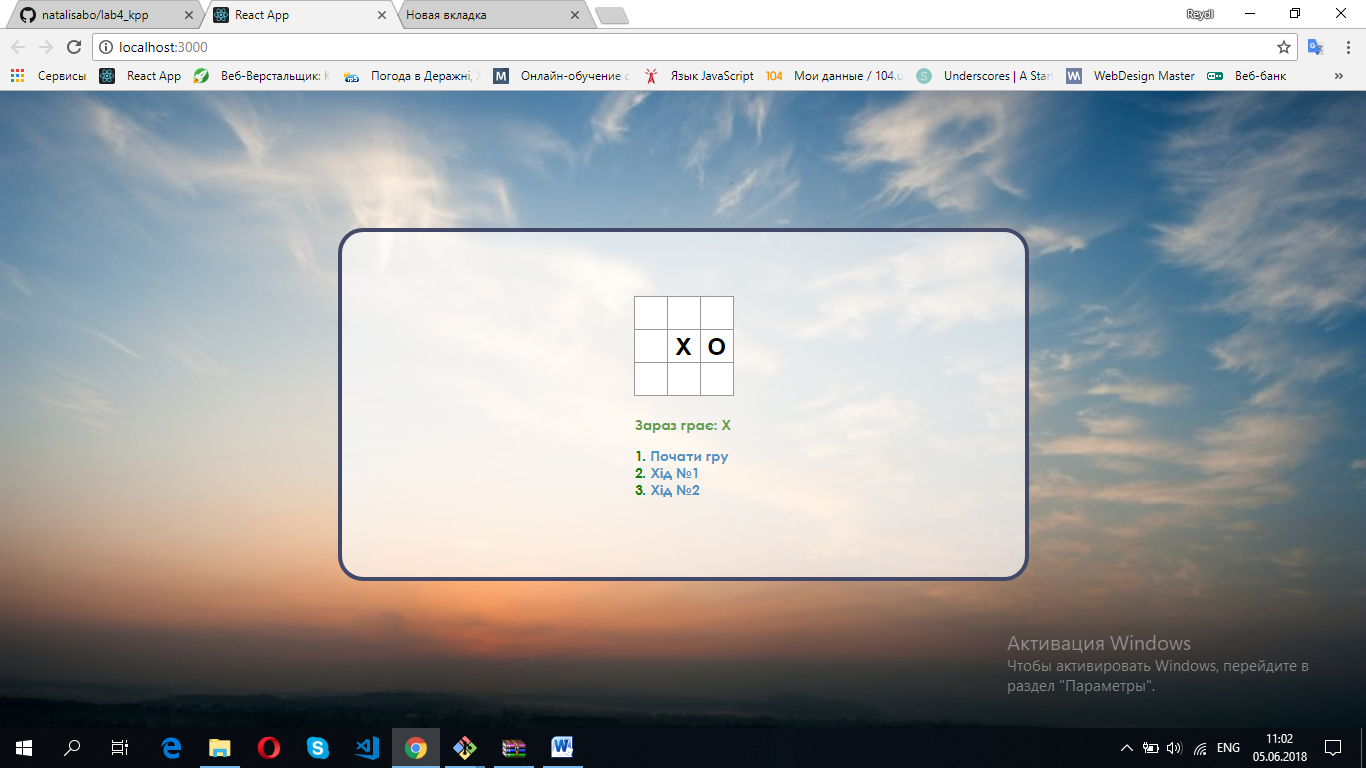 natalisabo/lab4_kpp
React App
Новая вкладка
Reydl
localhost:3000
Сервисы
React App
Веб-Верстальщик:
Погода в Деражні,
Онлайн-обучение
Язык JavaScript
104
Мои данные / 104.u
S
Underscores | A Star
W
WebDesign Master
Веб-банк
X O
Зараз грає: X
1. Почати гру
2. Хід №1
3. Хід №2
Активация Windows
Чтобы активировать Windows, перейдите в
раздел "Параметры".
ENG
11:02
05.06.2018